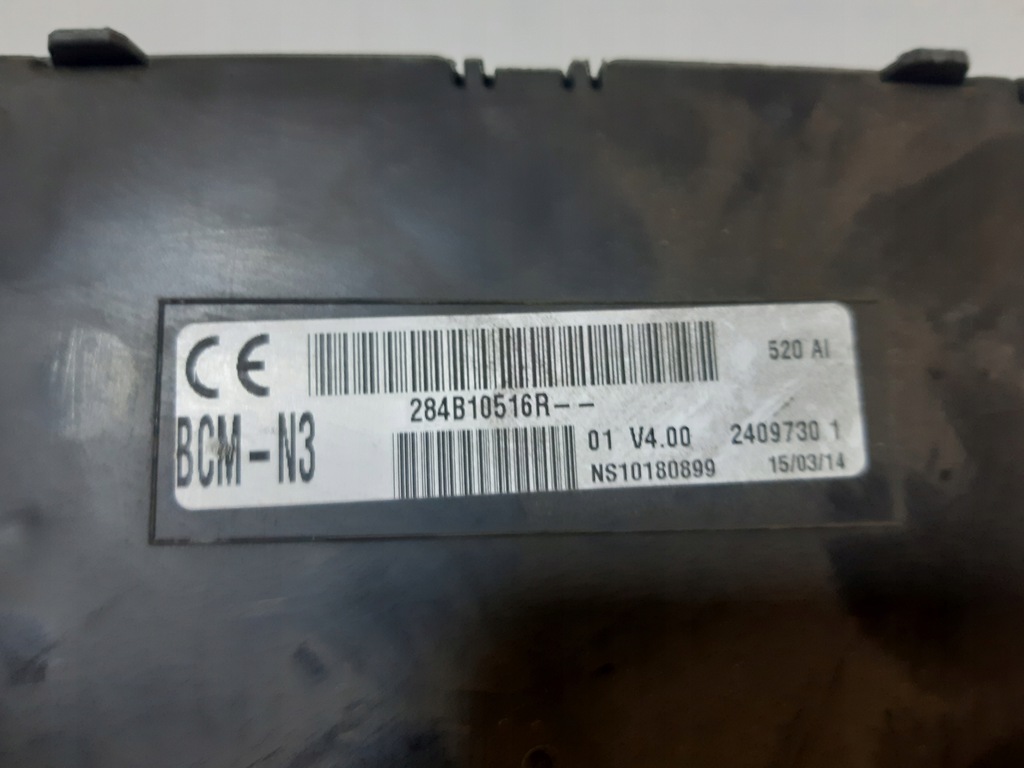 CE
520 AI
284B10516R--
BCM-N3
01 V4.00 2409730 1
NS10180899 15/03/14